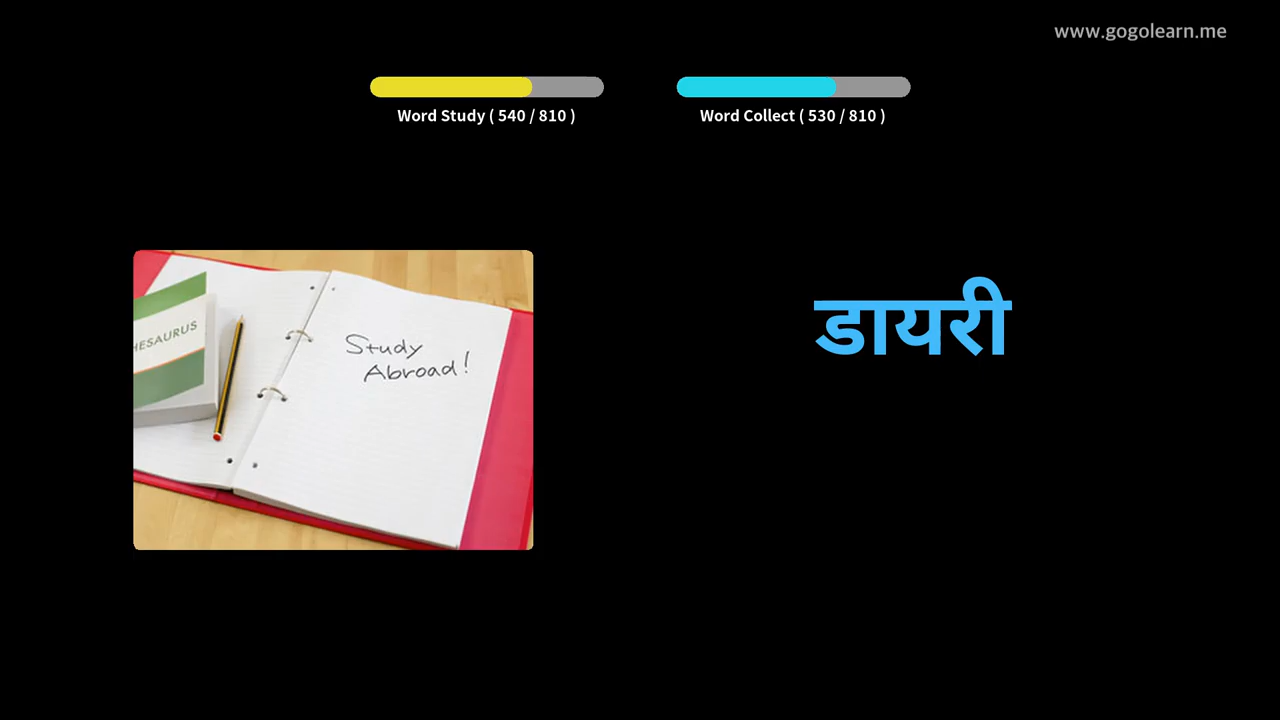 www.gogolearn.me
Word Study ( 540 / 810 )
Word Collect ( 530 / 810 )
HESAURUS
Study
Abroad!
डायरी